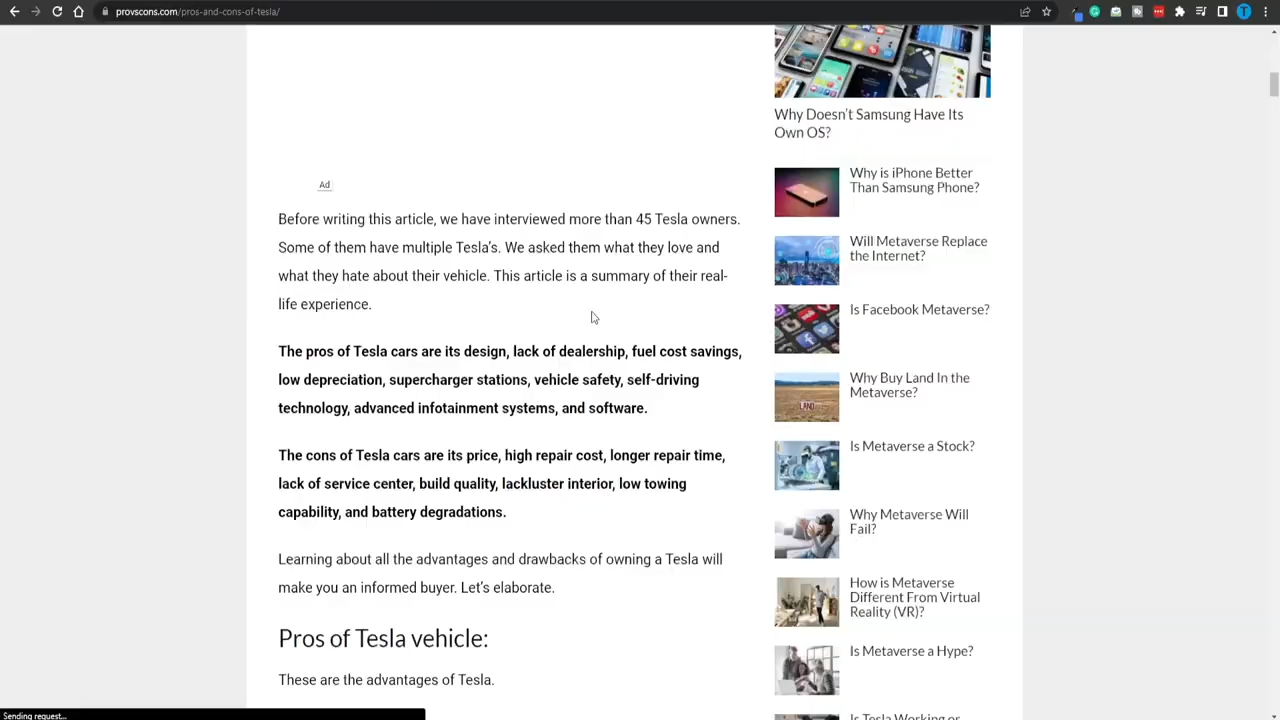 provscons.com/pros-and-cons-of-tesla/
T
Ad
Before writing this article, we have interviewed more than 45 Tesla owners.
Some of them have multiple Tesla's. We asked them what they love and
what they hate about their vehicle. This article is a summary of their real-
life experience.
The pros of Tesla cars are its design, lack of dealership, fuel cost savings,
low depreciation, supercharger stations, vehicle safety, self-driving
technology, advanced infotainment systems, and software.
The cons of Tesla cars are its price, high repair cost, longer repair time,
lack of service center, build quality, lackluster interior, low towing
capability, and battery degradations.
Learning about all the advantages and drawbacks of owning a Tesla will
make you an informed buyer. Let's elaborate.
Pros of Tesla vehicle:
These are the advantages of Tesla.
Why Doesn't Samsung Have Its
Own OS?
Why is iPhone Better
Than Samsung Phone?
Will Metaverse Replace
the Internet?
Is Facebook Metaverse?
Why Buy Land In the
Metaverse?
LAND
Is Metaverse a Stock?
Why Metaverse Will
Fail?
How is Metaverse
Different From Virtual
Reality (VR)?
Is Metaverse a Hype?
Is Tesla Working or
Sending request...